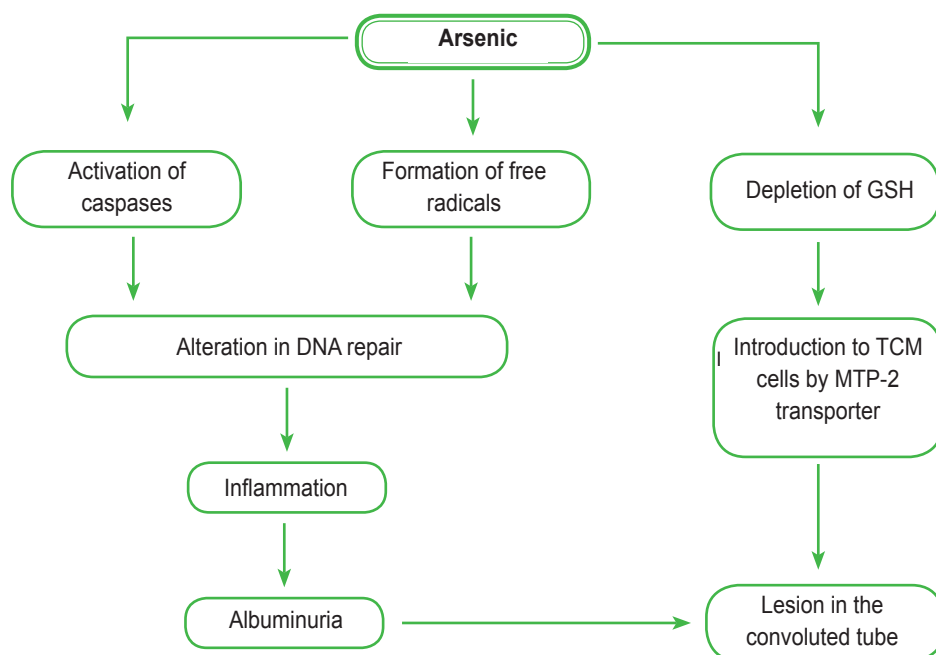 Arsenic
Activation of
caspases
Formation of free
radicals
Depletion of GSH
Alteration in DNA repair
Introduction to TCM
cells by MTP-2
transporter
Inflammation
Albuminuria
Lesion in the
convoluted tube